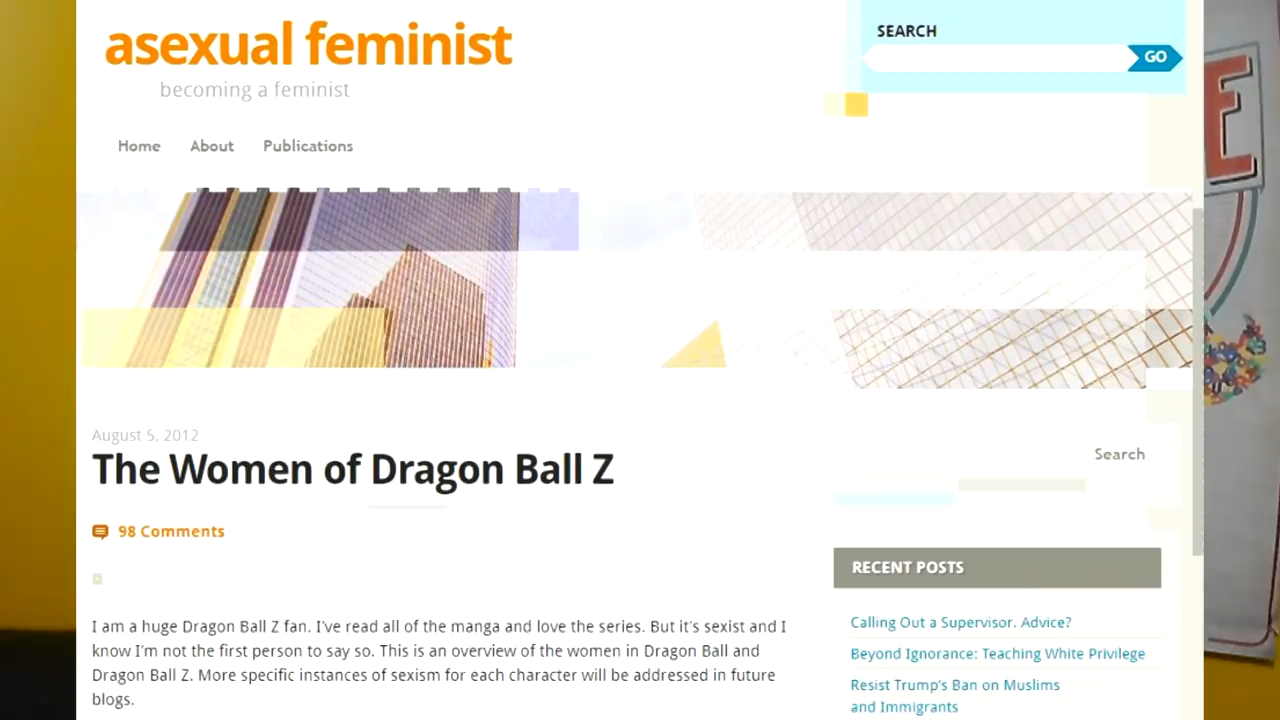 asexual feminist
becoming a feminist
SEARCH
GO
Home About Publications
E
August 5, 2012
The Women of Dragon Ball Z
98 Comments
I am a huge Dragon Ball Z fan. I've read all of the manga and love the series. But it's sexist and I
know I'm not the first person to say so. This is an overview of the women in Dragon Ball and
Dragon Ball Z. More specific instances of sexism for each character will be addressed in future
blogs.
Search
RECENT POSTS
Calling Out a Supervisor. Advice?
Beyond Ignorance: Teaching White Privilege
Resist Trump's Ban on Muslims
and Immigrants